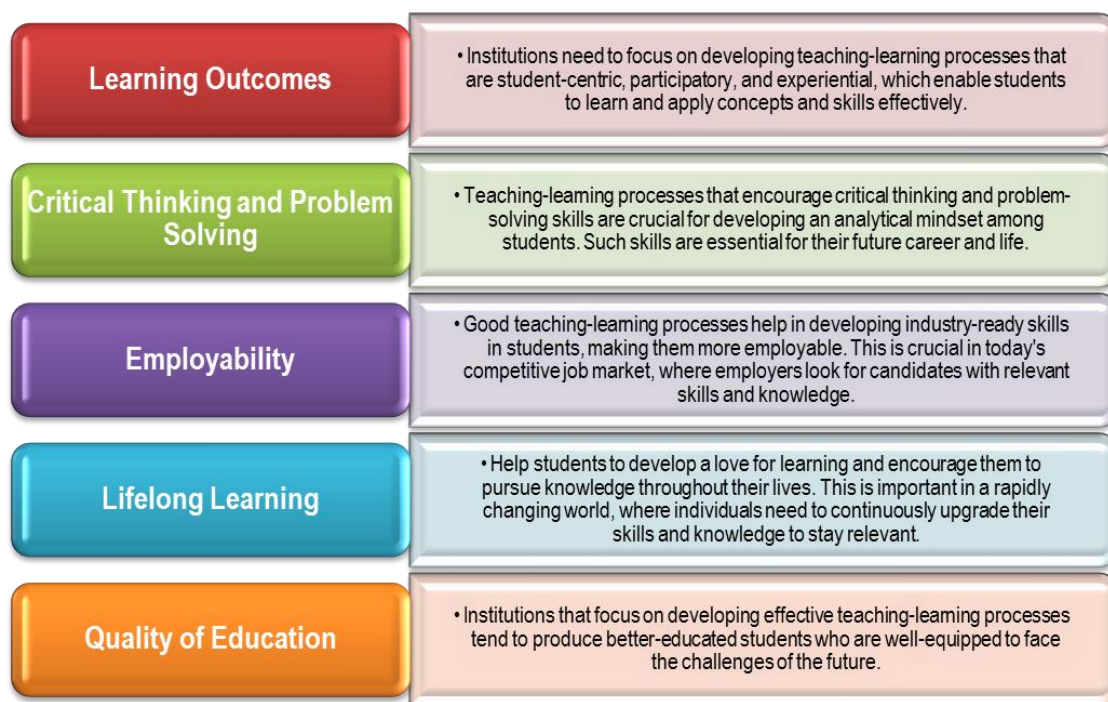 Learning Outcomes
• Institutions need to focus on developing teaching-learning processes that
are student-centric, participatory, and experiential, which enable students
to learn and apply concepts and skills effectively.
Critical Thinking and Problem
Solving
• Teaching-learning processes that encourage critical thinking and problem-
solving skills are crucial for developing an analytical mindset among
students. Such skills are essential for their future career and life.
Employability
• Good teaching-learning processes help in developing industry-ready skills
in students, making them more employable. This is crucial in today's
competitive job market, where employers look for candidates with relevant
skills and knowledge.
Lifelong Learning
• Help students to develop a love for learning and encourage them to
pursue knowledge throughout their lives. This is important in a rapidly
changing world, where individuals need to continuously upgrade their
skills and knowledge to stay relevant.
Quality of Education
• Institutions that focus on developing effective teaching-learning processes
tend to produce better-educated students who are well-equipped to face
the challenges of the future.